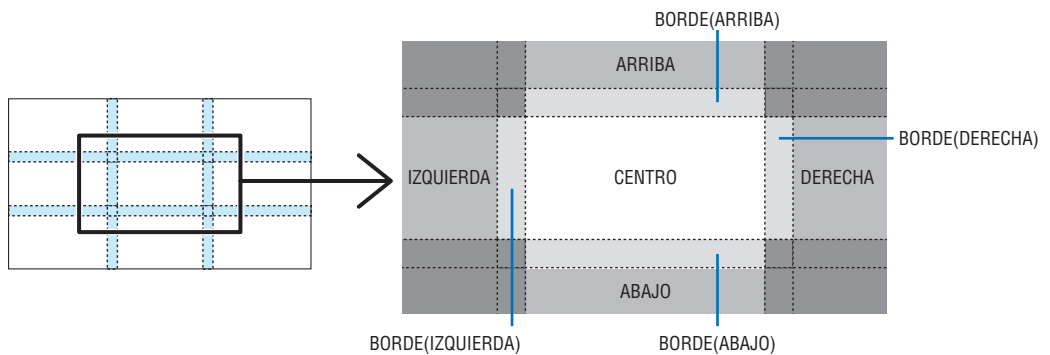 BORDE(ARRIBA)
ARRIBA
BORDE(DERECHA)
IZQUIERDA
CENTRO
DERECHA
ABAJO
BORDE(IZQUIERDA)
BORDE(ABAJO)